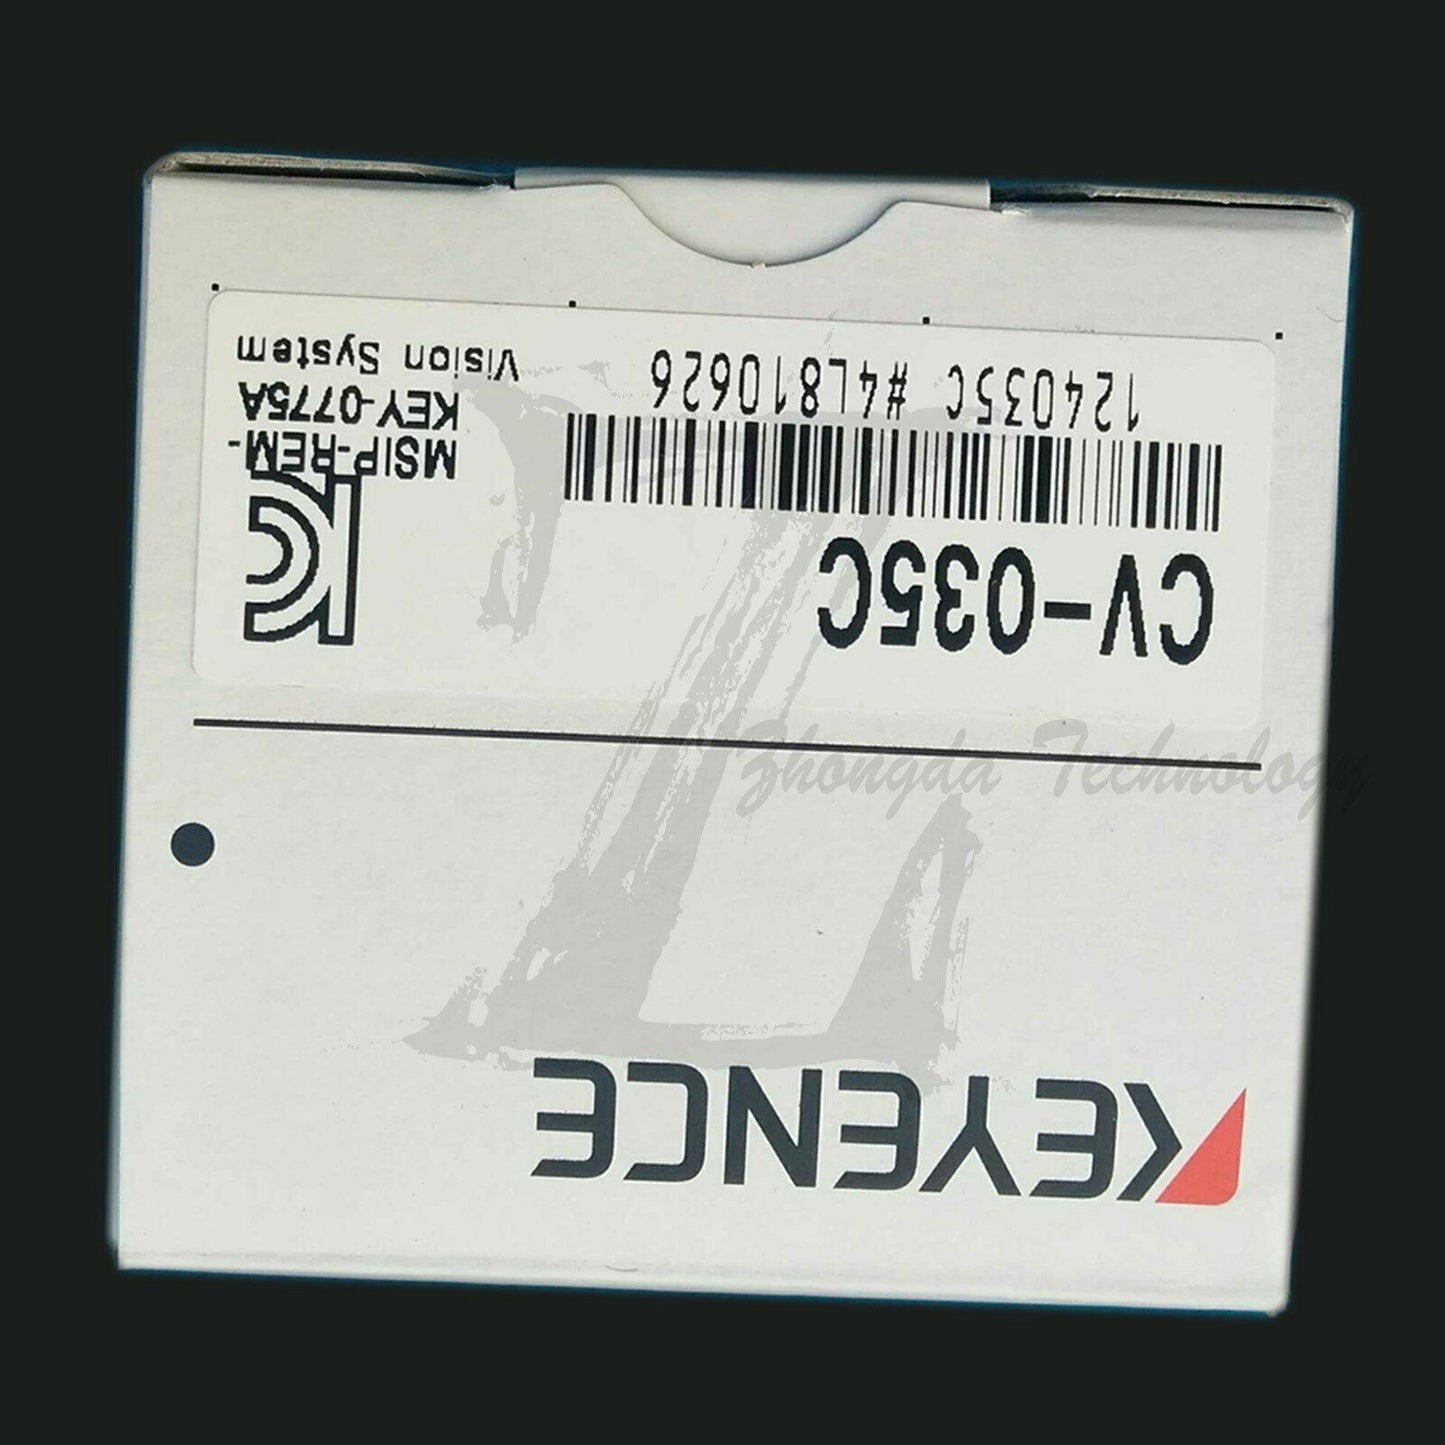 KEYENCE
CV-035C
124035C #4L810626
MSIP-REM-
KEY-0775A
Vision System
Zhongda Technology